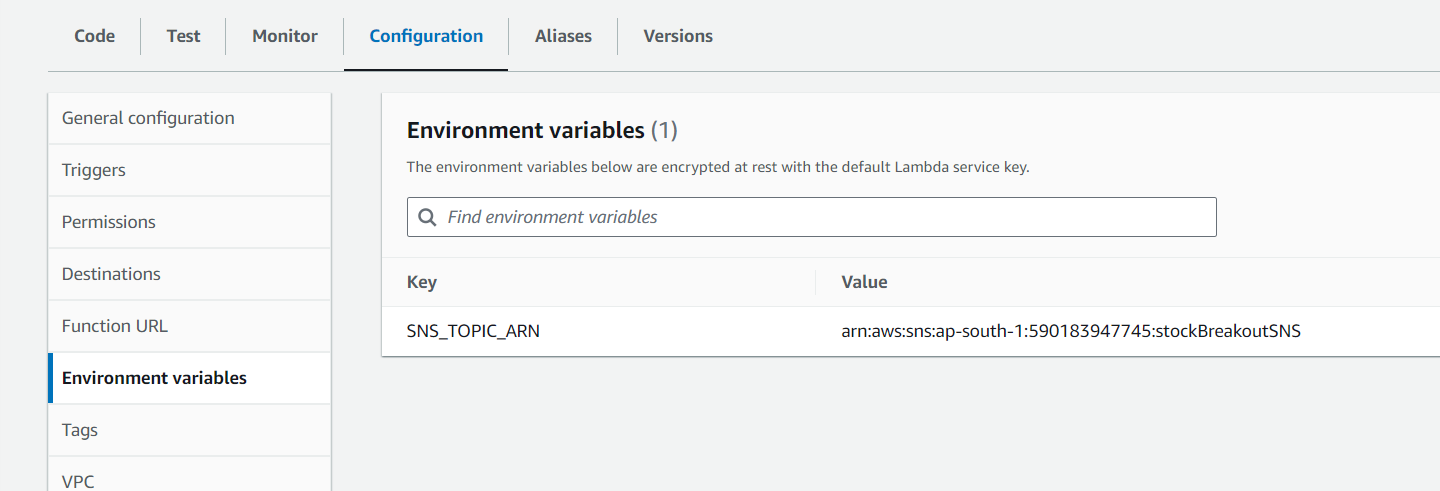 Code Test Monitor Configuration Aliases Versions
General configuration
Triggers
Permissions
Destinations
Function URL
Environment variables
Tags
VPC
Environment variables (1)
The environment variables below are encrypted at rest with the default Lambda service key.
Find environment variables
Key Value
SNS_TOPIC_ARN arn:aws:sns:ap-south-1:590183947745:stockBreakoutSNS